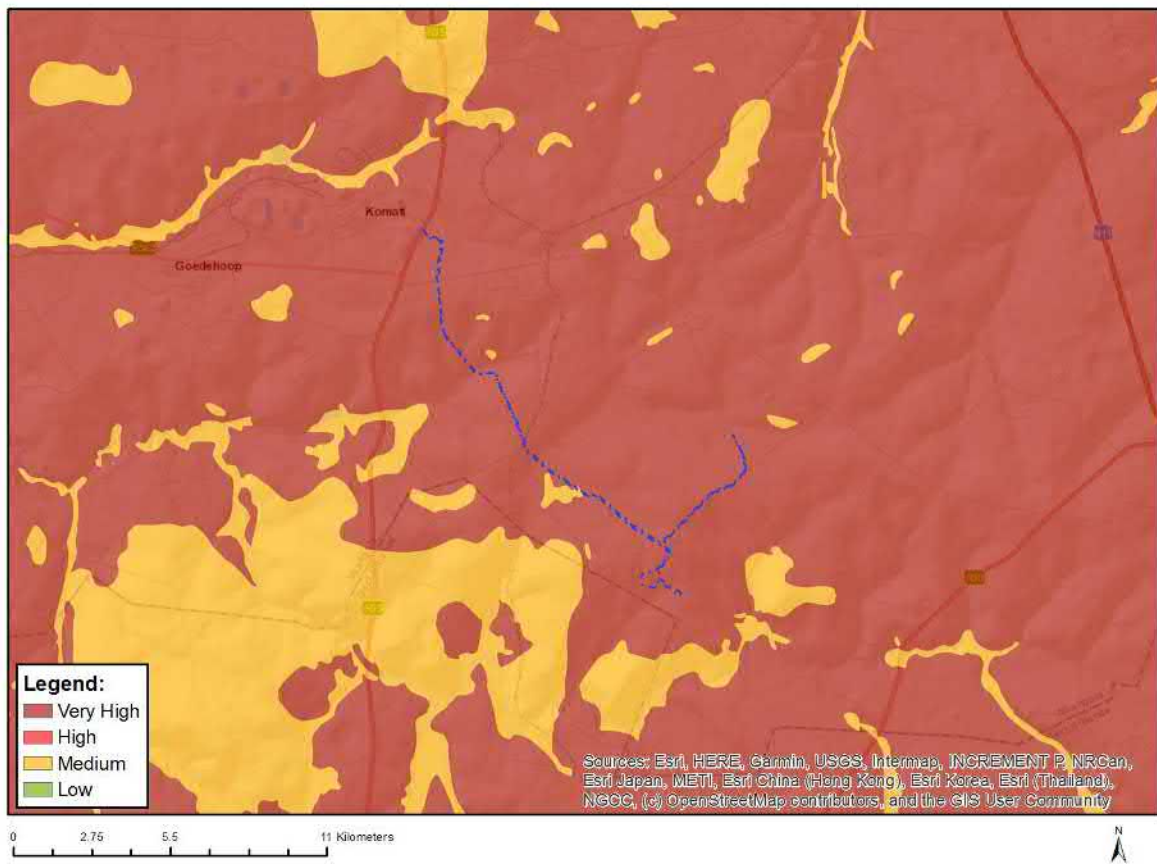 Komati
Goedehoop
Legend:
Very High
High
Medium
Low
Sources: Esri, HERE, Garmin, USGS, Intermap, INCREMENT P, NRCan,
Esri Japan, METI, Esri China (Hong Kong), Esri Korea, Esri (Thailand),
NGCC, (c) OpenStreetMap contributors, and the GIS User Community
0 2.75 5.5 11 Kilometers
N